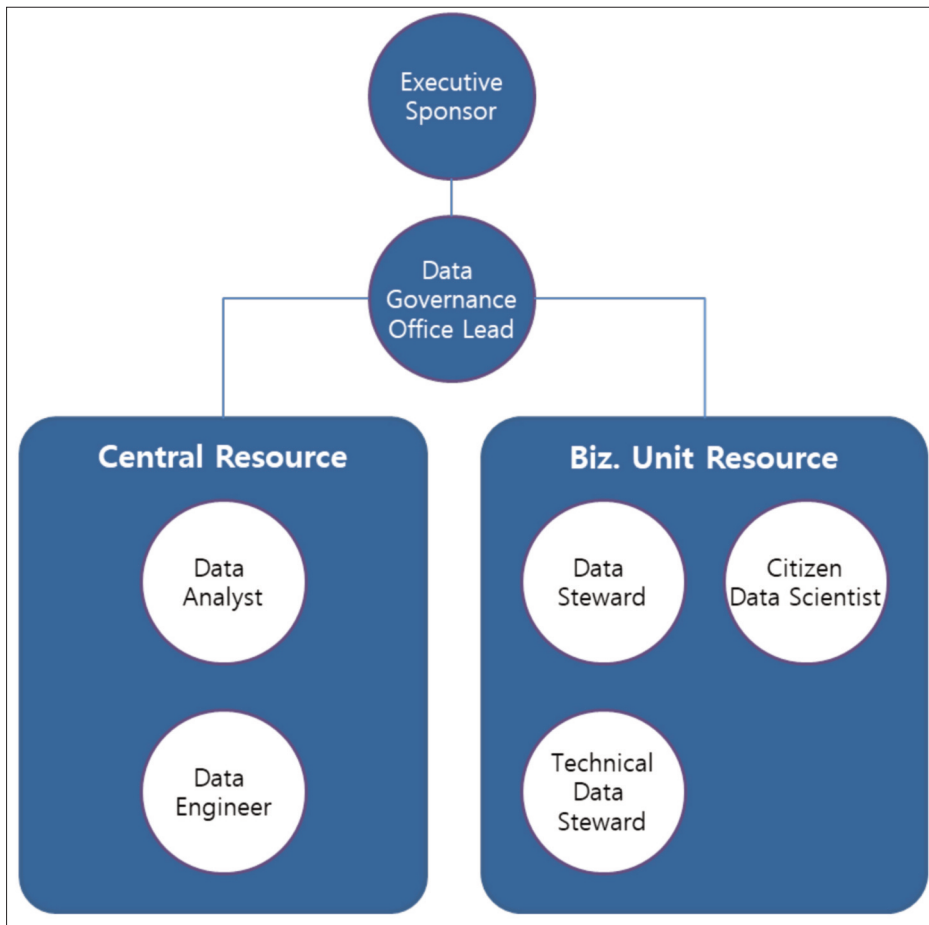 Executive
Sponsor
Data
Governance
Office Lead
Central Resource
Data
Analyst
Data
Engineer
Biz. Unit Resource
Data
Steward
Citizen
Data Scientist
Technical
Data
Steward